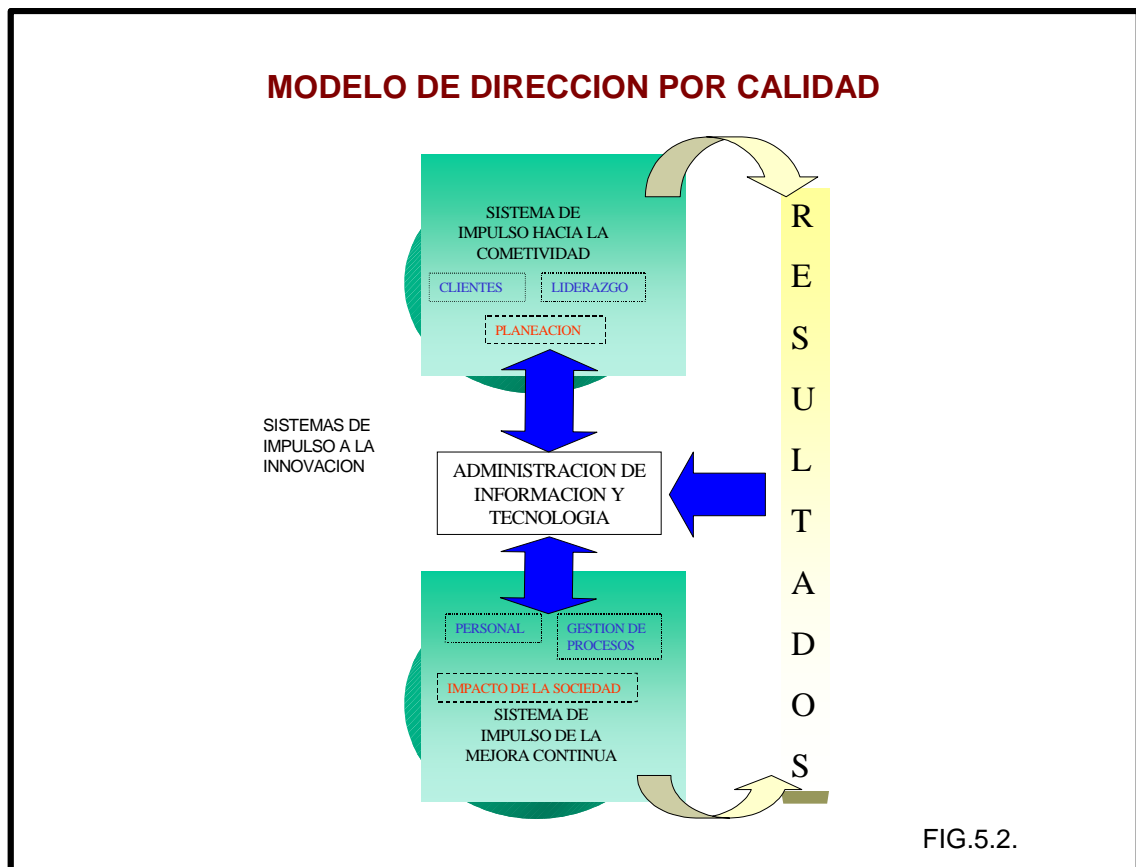 MODELO DE DIRECCION POR CALIDAD
SISTEMA DE
IMPULSO HACIA LA
COMETIVIDAD
CLIENTES
LIDERAZGO
PLANEACION
SISTEMAS DE
IMPULSO A LA
INNOVACION
ADMINISTRACION DE
INFORMACION Y
TECNOLOGIA
PERSONAL
GESTION DE
PROCESOS
IMPACTO DE LA SOCIEDAD
SISTEMA DE
IMPULSO DE LA
MEJORA CONTINUA
R
E
S
U
L
T
A
D
O
S
FIG.5.2.